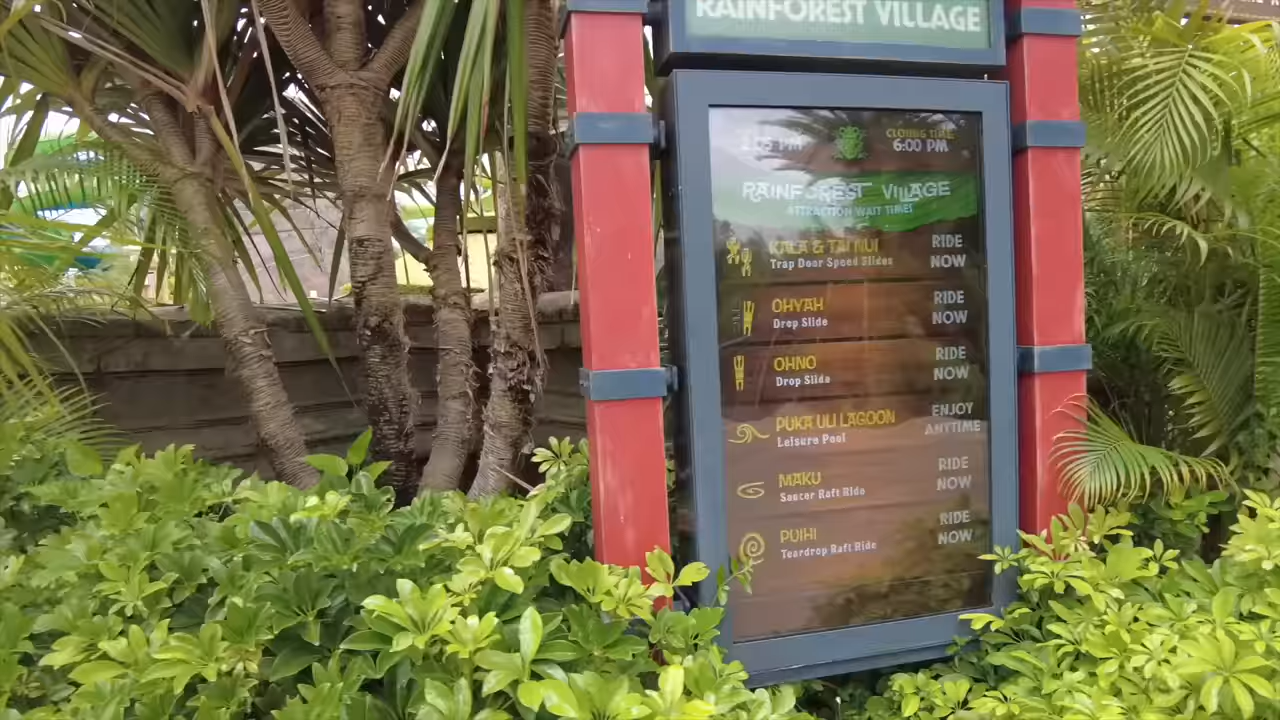 RAINFOREST VILLAGE
CLOSING TIME
6:00 PM
RAINFOREST VILLAGE
ATTRACTION WAIT TIMES
KALA & TAI NUI
Trap Door Speed Slides
RIDE
NOW
OHYAH
Drop Slide
RIDE
NOW
OHNO
Drop Slide
RIDE
NOW
PUKA ULI LAGOON
Leisure Pool
ENJOY
ANYTIME
MAKU
Saucer Raft Ride
RIDE
NOW
PUIHI
Teardrop Raft Ride
RIDE
NOW